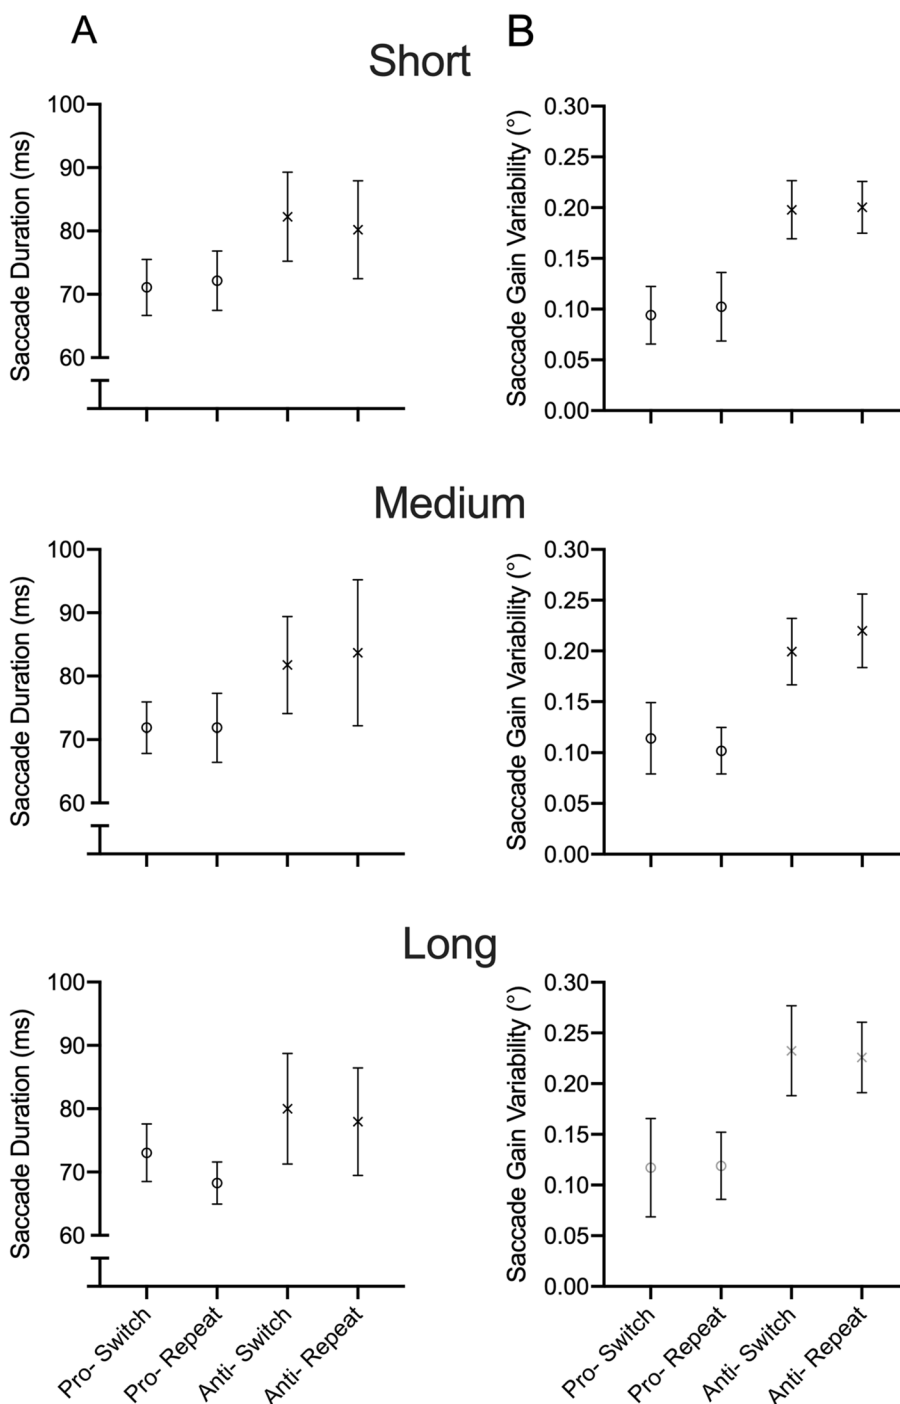 A
B
Short
Saccade Duration (ms)
100
90
80
70
60
Saccade Gain Variability (°)
0.30
0.25
0.20
0.15
0.10
0.05
0.00
Medium
Saccade Duration (ms)
100
90
80
70
60
Saccade Gain Variability (°)
0.30
0.25
0.20
0.15
0.10
0.05
0.00
Long
Saccade Duration (ms)
100
90
80
70
60
Pro- Switch
Pro- Repeat
Anti- Switch
Anti- Repeat
Saccade Gain Variability (°)
0.30
0.25
0.20
0.15
0.10
0.05
0.00
Pro- Switch
Pro- Repeat
Anti- Switch
Anti- Repeat